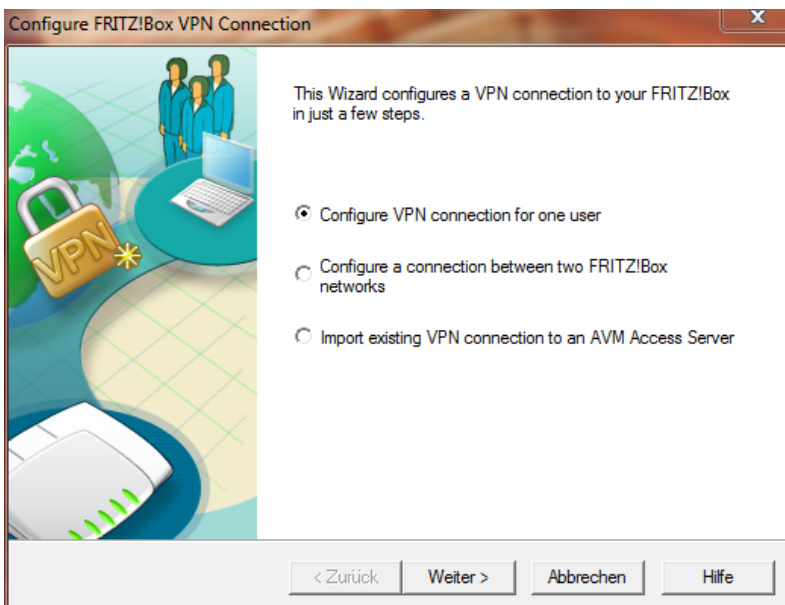 Configure FRITZ!Box VPN Connection
X
This Wizard configures a VPN connection to your FRITZ!Box
in just a few steps.
Configure VPN connection for one user
Configure a connection between two FRITZ!Box
networks
Import existing VPN connection to an AVM Access Server
VPN
< Zurück
Weiter >
Abbrechen
Hilfe